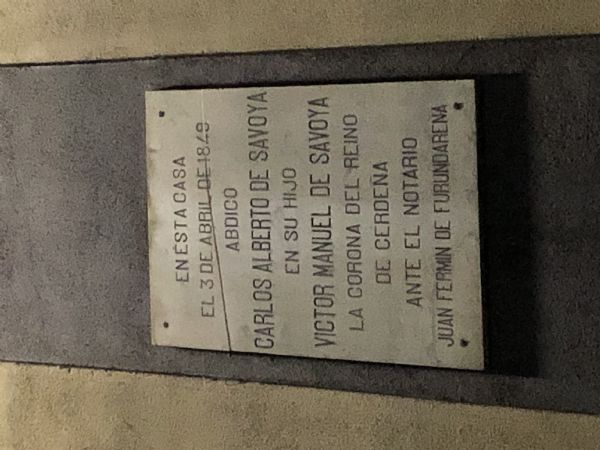 EN ESTA CASA
EL 3 DE ABRIL DE 1849
ABDICO
CARLOS ALBERTO DE SAVOYA
EN SU HIJO
VICTOR MANUEL DE SAVOYA
LA CORONA DEL REINO
DE CERDEÑA
ANTE EL NOTARIO
JUAN FERMIN DE FURUNDARENA